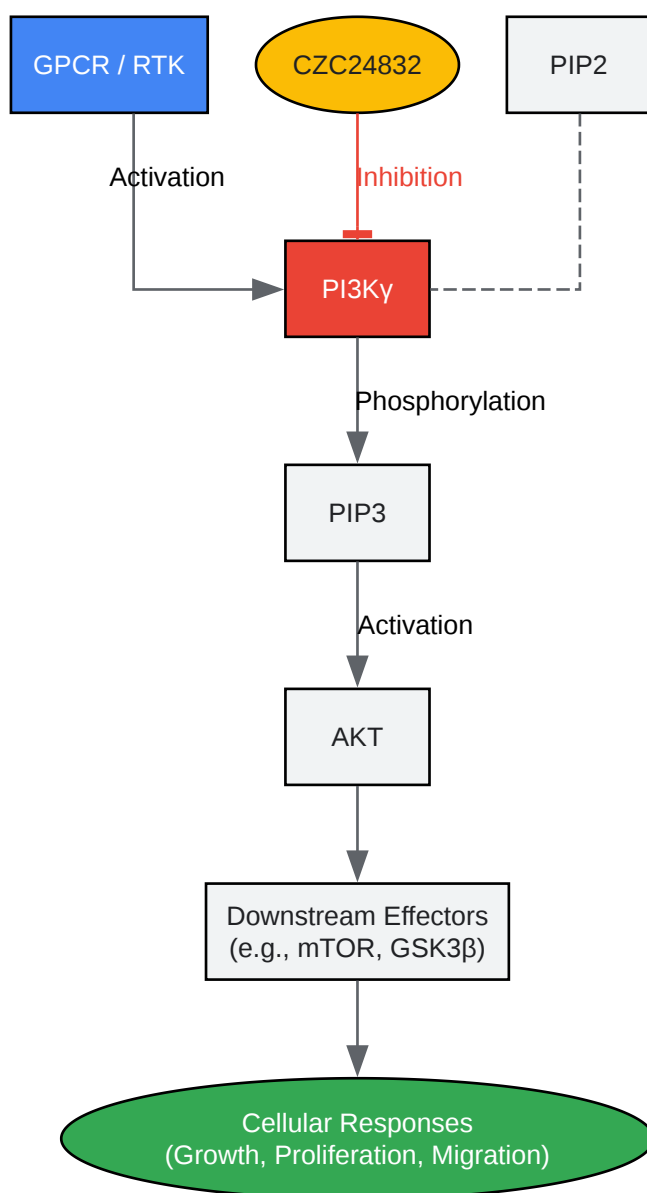 GPCR / RTK
CZC24832
PIP2
Activation
Inhibition
PI3Kγ
Phosphorylation
PIP3
Activation
AKT
Downstream Effectors
(e.g., mTOR, GSK3β)
Cellular Responses
(Growth, Proliferation, Migration)